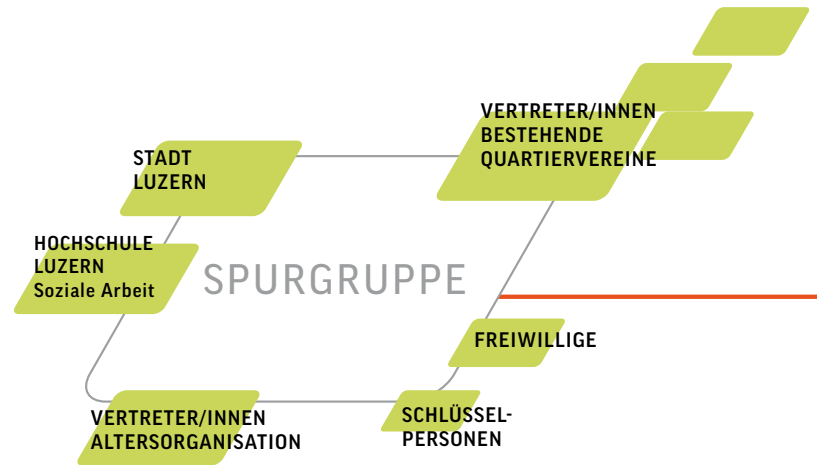 VERTRETER/INNEN
BESTEHENDE
QUARTIERVEREINE
STADT
LUZERN
HOCHSCHULE
LUZERN
Soziale Arbeit
SPURGRUPPE
FREIWILLIGE
VERTRETER/INNEN
ALTERSORGANISATION
SCHLÜSSEL-
PERSONEN